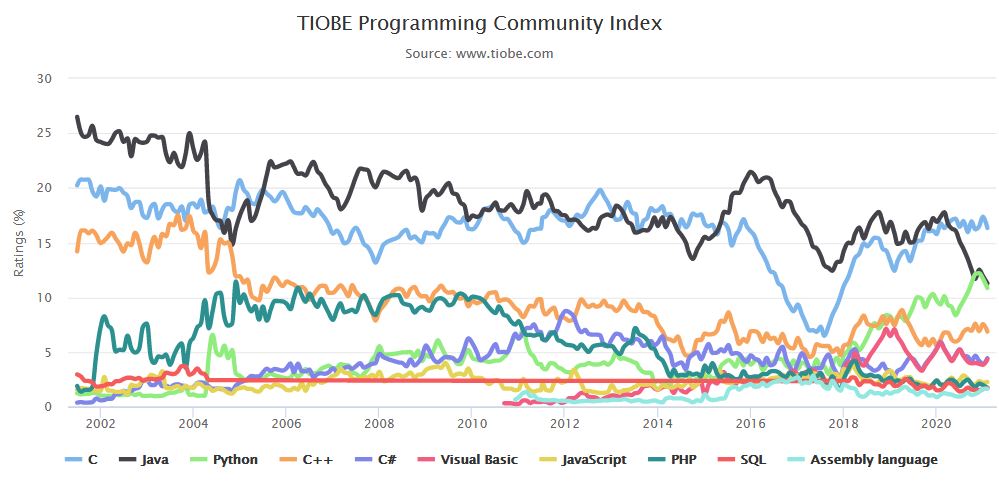 TIOBE Programming Community Index
Source: www.tiobe.com
Ratings (%)
30
25
20
15
10
5
0
2002 2004 2006 2008 2010 2012 2014 2016 2018 2020
C Java Python C++ C# Visual Basic JavaScript PHP SQL Assembly language